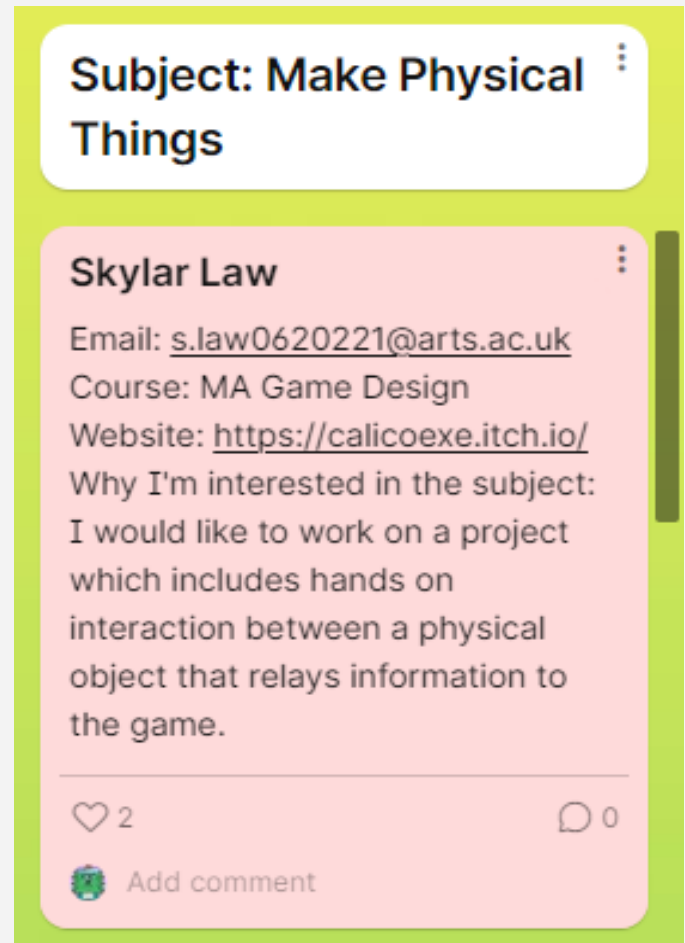 Subject: Make Physical
Things
Skylar Law
Email: s.law0620221@arts.ac.uk
Course: MA Game Design
Website: https://calicoexe.itch.io/
Why I'm interested in the subject:
I would like to work on a project
which includes hands on
interaction between a physical
object that relays information to
the game.
2
0
Add comment